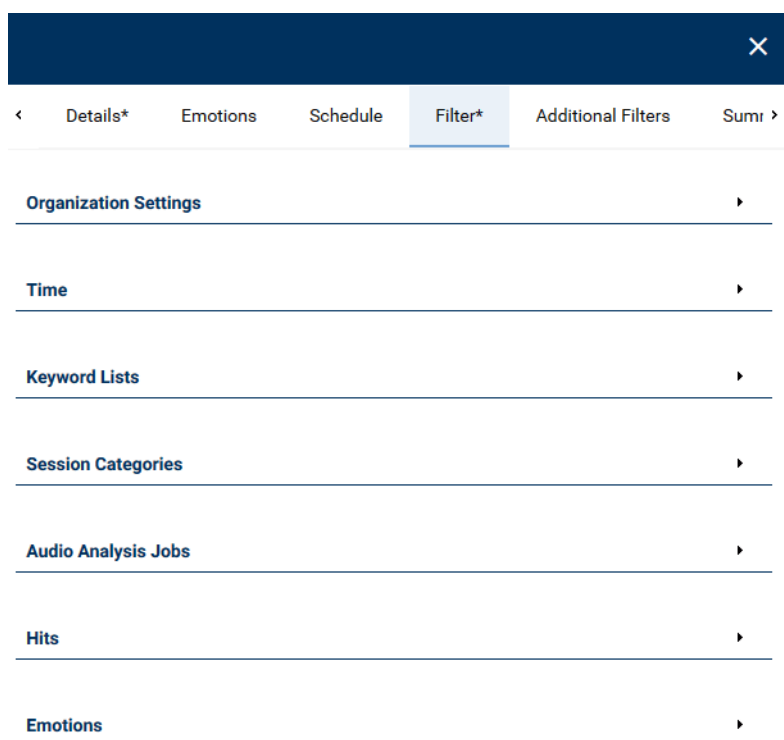 Details* Emotions Schedule Filter* Additional Filters
Organization Settings
Time
Keyword Lists
Session Categories
Audio Analysis Jobs
Hits
Emotions